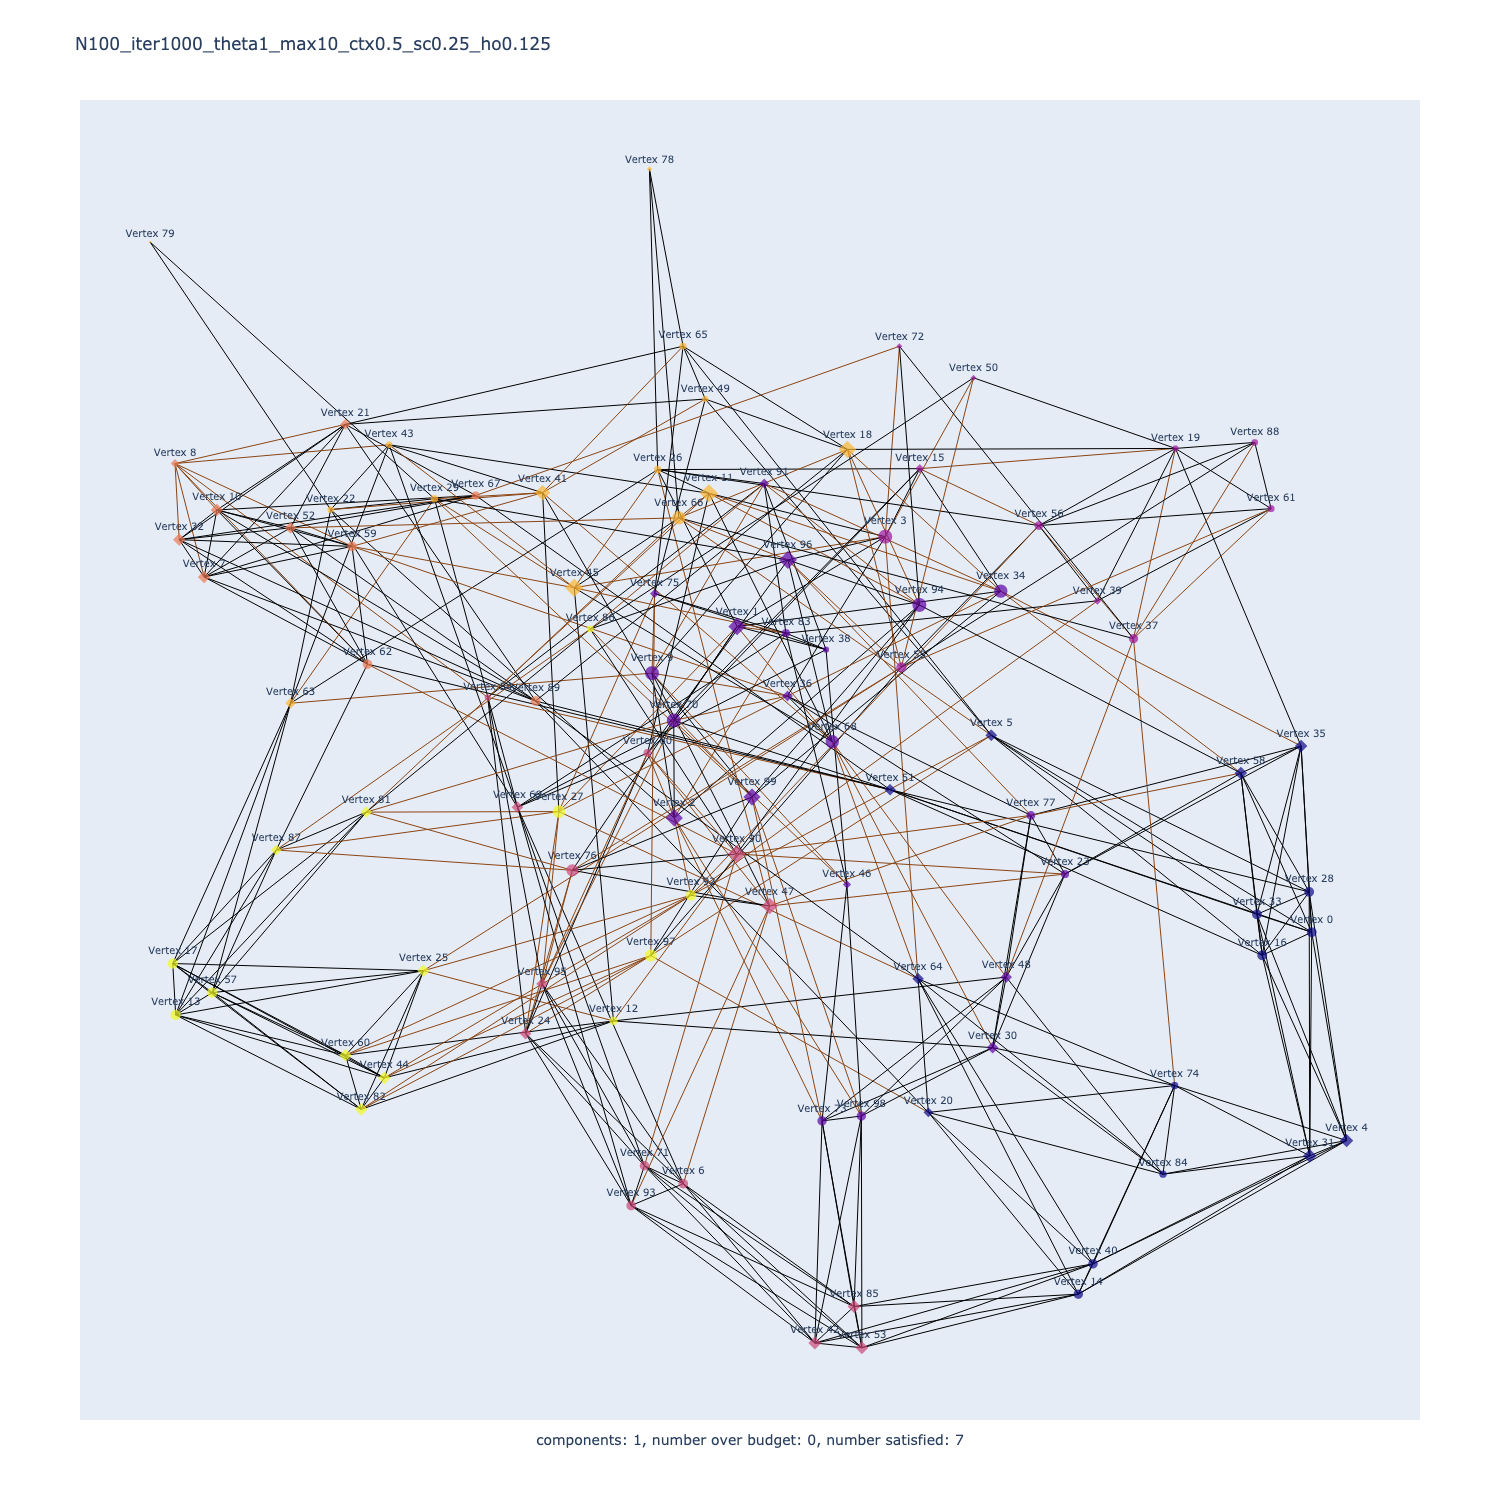 N100_iter1000_theta1_max10_ctx0.5_sc0.25_ho0.125
Vertex 78
Vertex 79
Vertex 65
Vertex 72
Vertex 50
Vertex 49
Vertex 21
Vertex 43
Vertex 18
Vertex 88
Vertex 19
Vertex 8
Vertex 26
Vertex 15
Vertex 91
Vertex 41
Vertex 11
Vertex 29
Vertex 67
Vertex 61
Vertex 10
Vertex 22
Vertex 66
Vertex 52
Vertex 56
Vertex 32
Vertex 3
Vertex 59
Vertex 96
Vertex 7
Vertex 45
Vertex 75
Vertex 34
Vertex 94
Vertex 39
Vertex 86
Vertex 1
Vertex 83
Vertex 37
Vertex 38
Vertex 62
Vertex 9
Vertex 55
Vertex 63
Vertex 69
Vertex 36
Vertex 70
Vertex 5
Vertex 68
Vertex 35
Vertex 80
Vertex 58
Vertex 51
Vertex 99
Vertex 27
Vertex 81
Vertex 2
Vertex 77
Vertex 87
Vertex 90
Vertex 76
Vertex 23
Vertex 46
Vertex 92
Vertex 28
Vertex 47
Vertex 33
Vertex 0
Vertex 16
Vertex 97
Vertex 17
Vertex 25
Vertex 64
Vertex 48
Vertex 95
Vertex 57
Vertex 13
Vertex 12
Vertex 24
Vertex 30
Vertex 60
Vertex 44
Vertex 74
Vertex 82
Vertex 20
Vertex 73
Vertex 98
Vertex 4
Vertex 31
Vertex 71
Vertex 84
Vertex 6
Vertex 93
Vertex 40
Vertex 14
Vertex 85
Vertex 42
Vertex 53
components: 1, number over budget: 0, number satisfied: 7